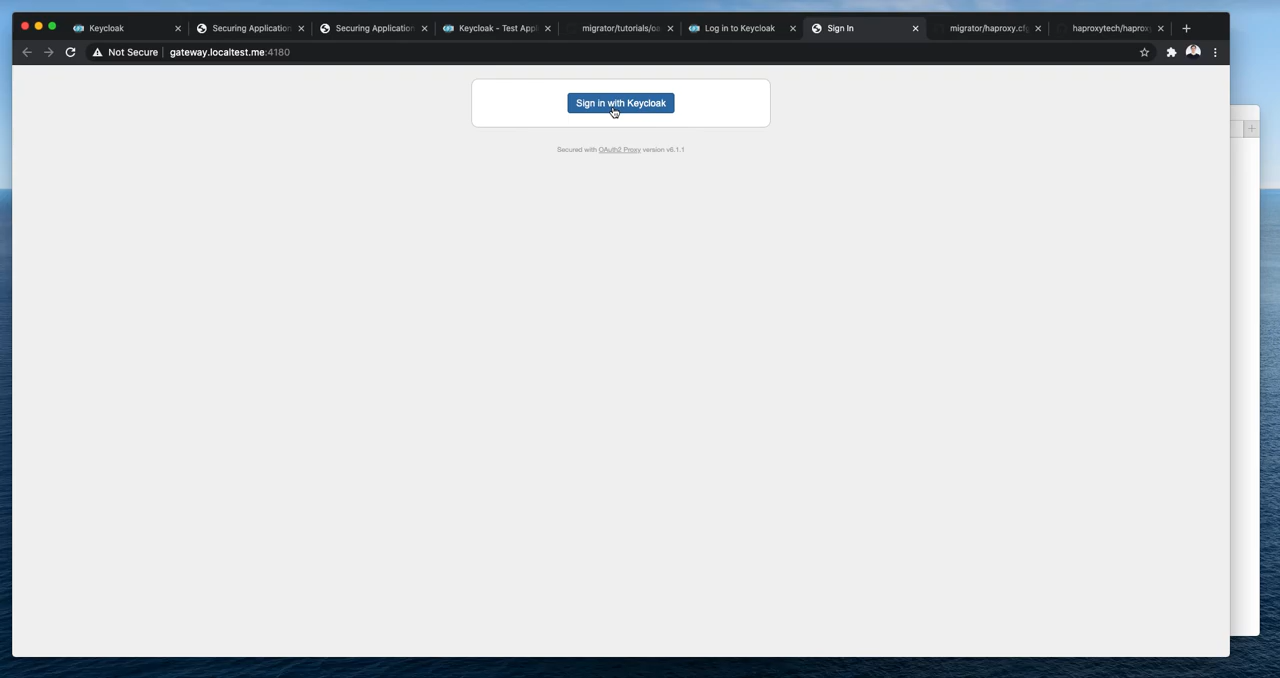 Keycloak
Securing Application
Securing Application
Keycloak - Test Appl
migrator/tutorials/oa
Log in to Keycloak
Sign In
migrator/haproxy.cfg
haproxytech/haprox
Not Secure
gateway.localtest.me:4180
Sign in with Keycloak
Secured with OAuth2 Proxy version v6.1.1